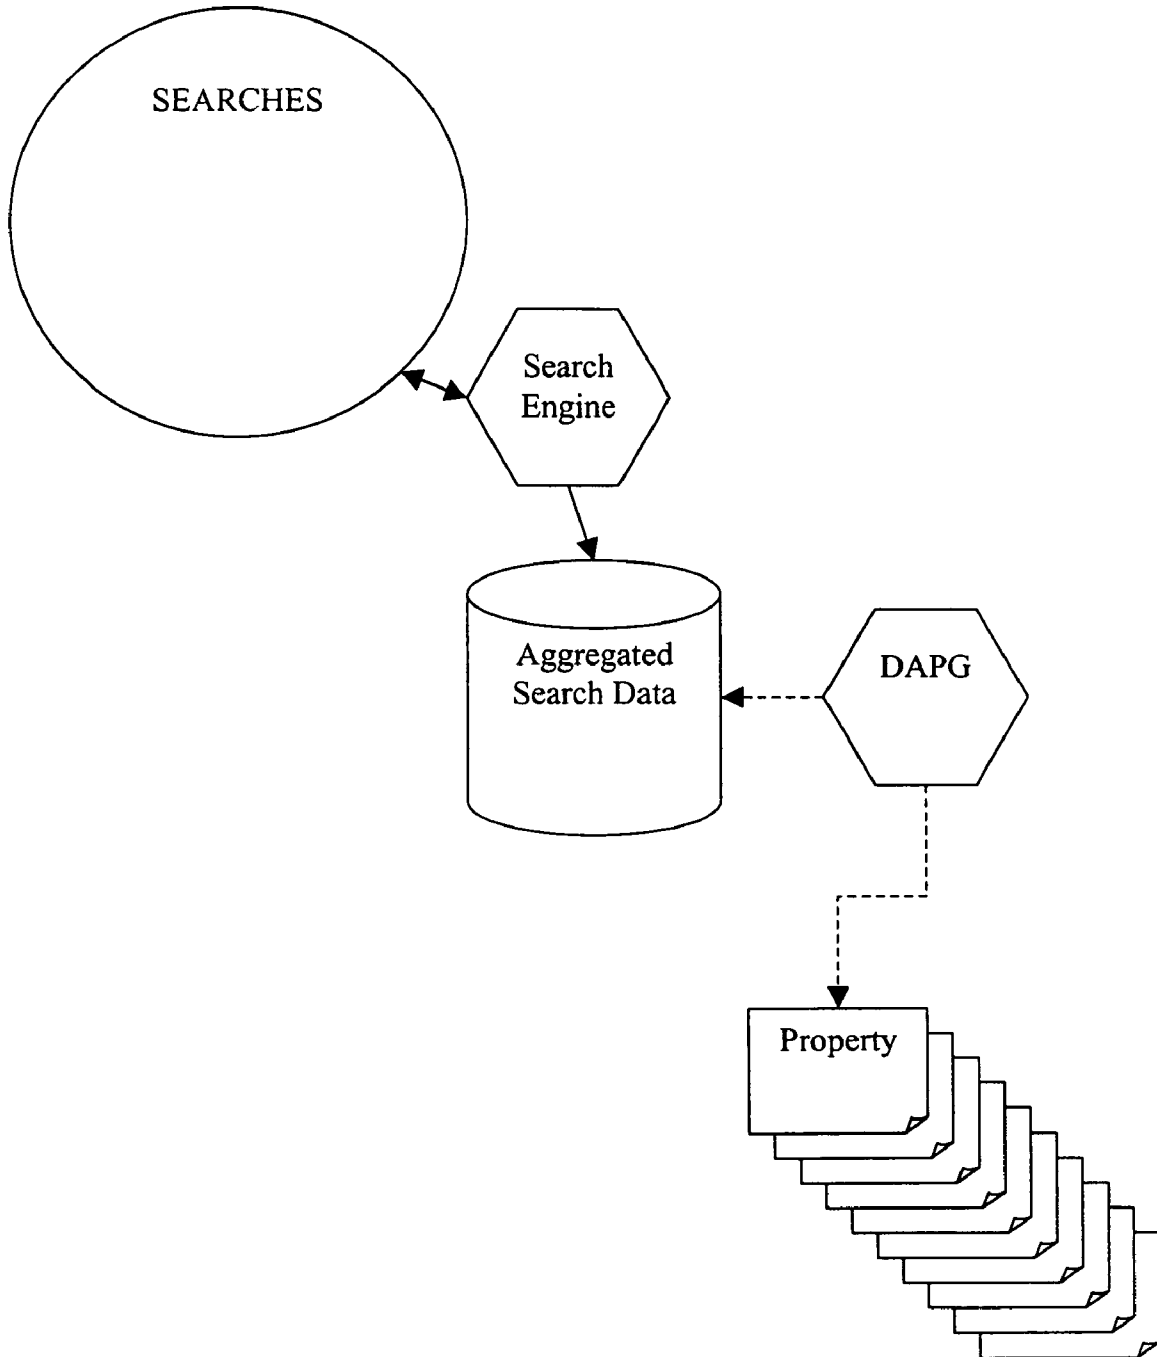 SEARCHES
Search
Engine
Aggregated
Search Data
DAPG
Property